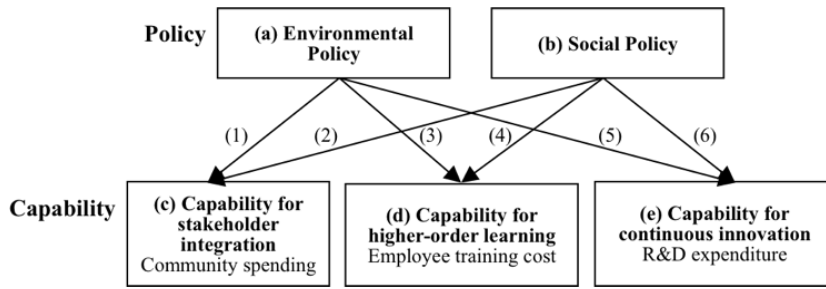 Policy
(a) Environmental
Policy
(b) Social Policy
(1)
(2)
(3)
(4)
(5)
(6)
Capability
(c) Capability for
stakeholder
integration
Community spending
(d) Capability for
higher-order learning
Employee training cost
(e) Capability for
continuous innovation
R&D expenditure